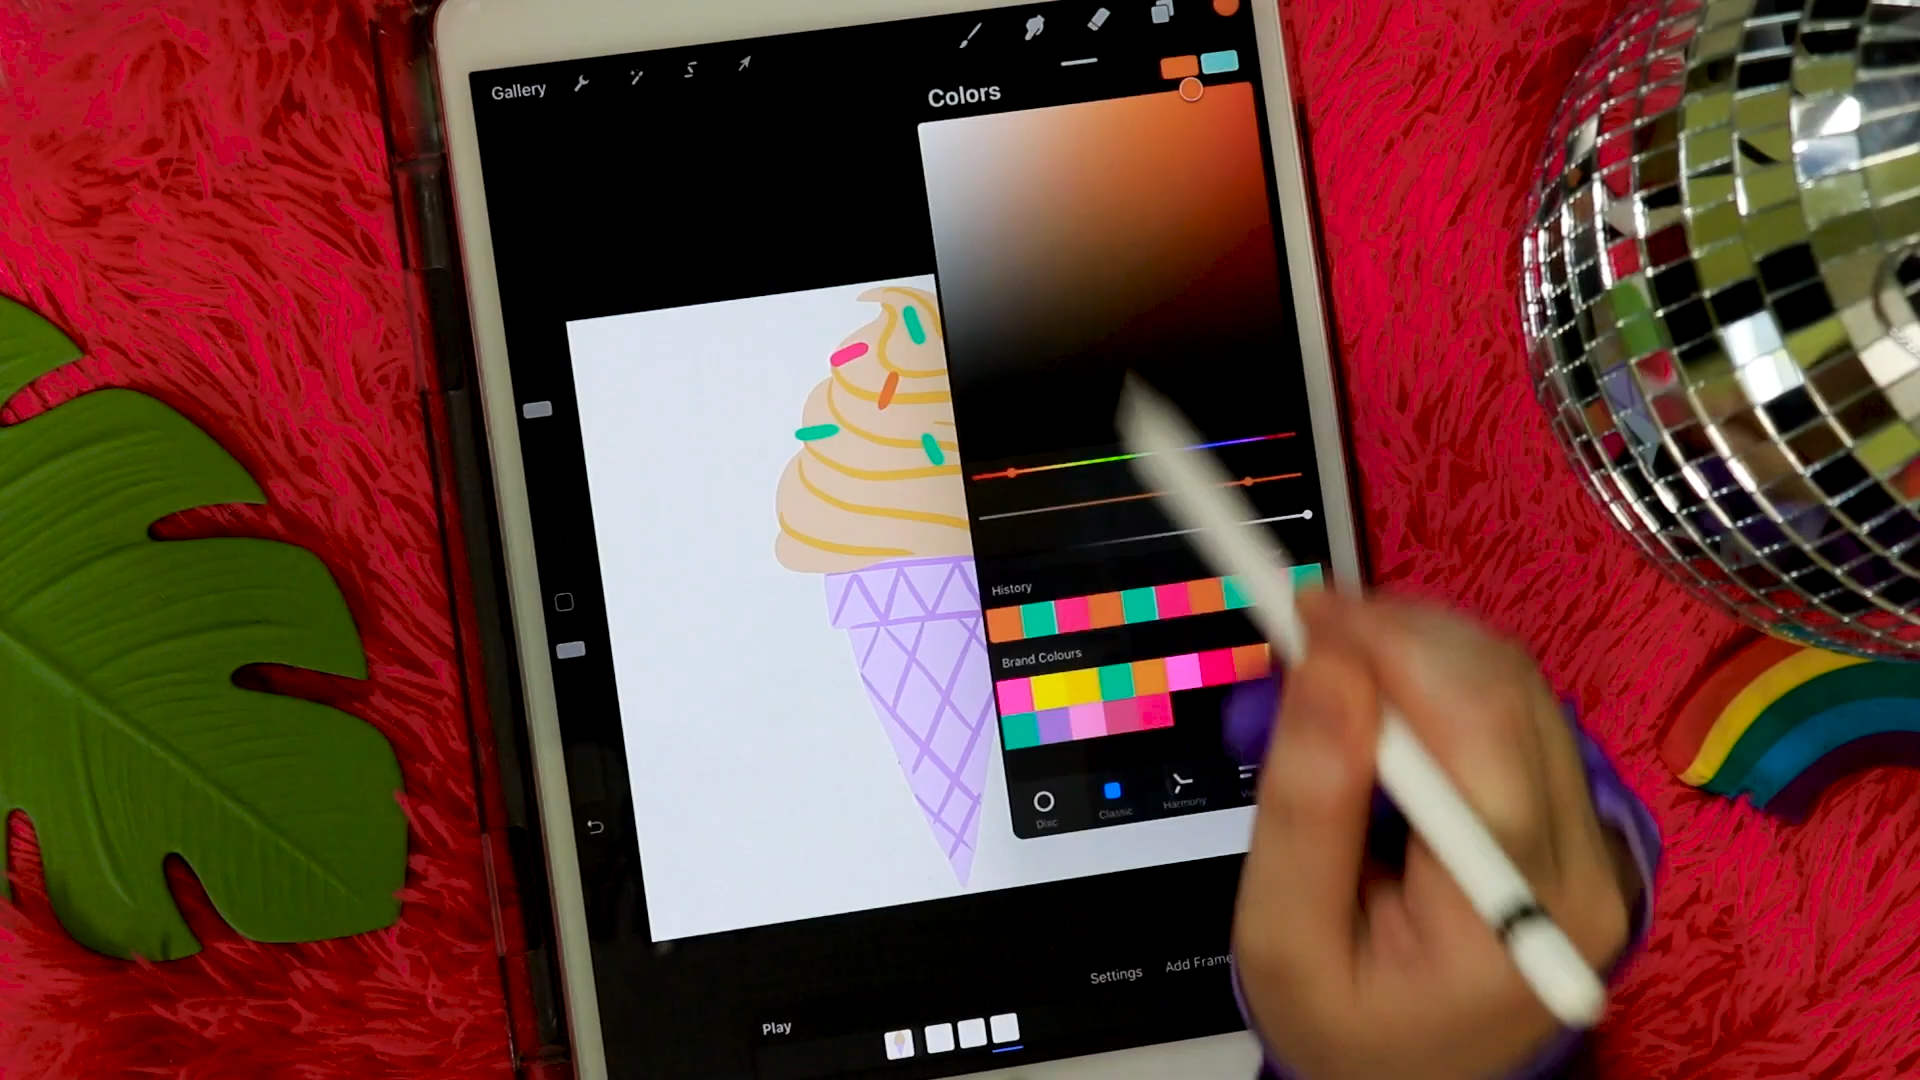 Gallery
Colors
History
Brand Colours
Disc
Classic
Harmony
Settings
Add Frame
Play